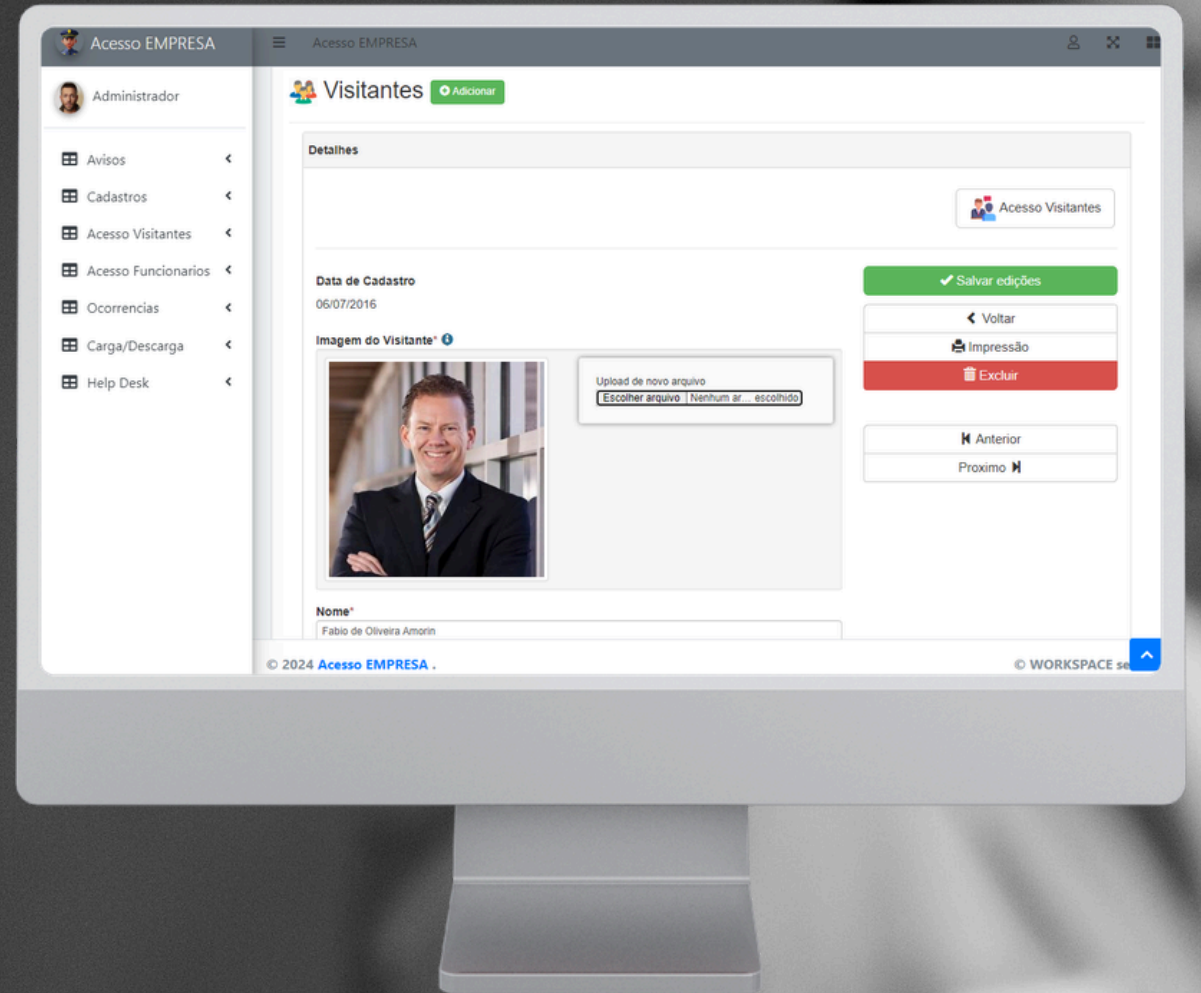 Acesso EMPRESA
Acesso EMPRESA
Administrador
Avisos
Cadastros
Acesso Visitantes
Acesso Funcionarios
Ocorrencias
Carga/Descarga
Help Desk
Visitantes Adicionar
Detalhes
Acesso Visitantes
Data de Cadastro
06/07/2016
Imagem do Visitante*
Upload de novo arquivo
Escolher arquivo Nenhum ar... escolhido
Nome*
Fabio de Oliveira Amorin
Salvar edições
Voltar
Impressão
Excluir
Anterior
Proximo
© 2024 Acesso EMPRESA .
© WORKSPACE se